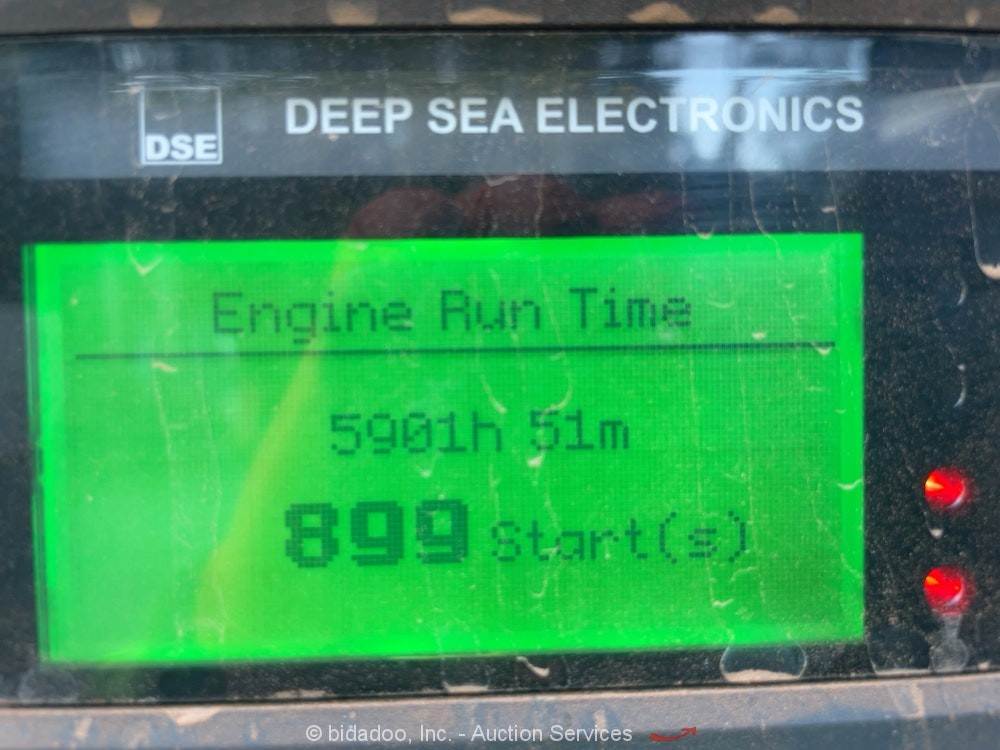 DSE
DEEP SEA ELECTRONICS
Engine Run Time
5901h 51m
899 Start(s)
© bidadoo, Inc. - Auction Services